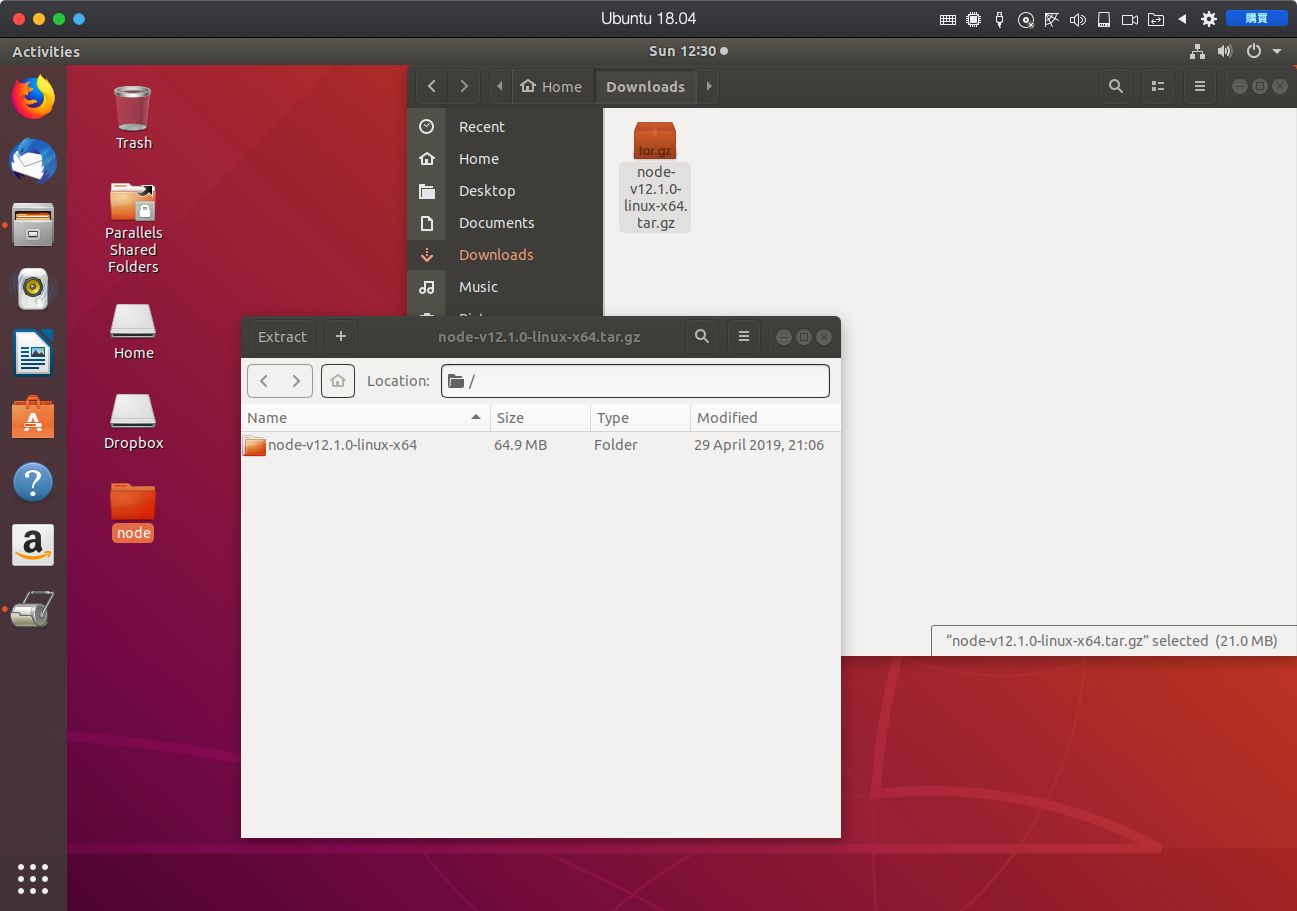 Ubuntu 18.04
購買
Activities
Sun 12:30
Home
Downloads
Trash
Parallels
Shared
Folders
Home
Dropbox
node
Recent
Home
Desktop
Documents
Downloads
Music
tar.gz
node-
v12.1.0-
linux-x64.
tar.gz
Extract
node-v12.1.0-linux-x64.tar.gz
Location:
/
Name
Size
Type
Modified
node-v12.1.0-linux-x64
64.9 MB
Folder
29 April 2019, 21:06
“node-v12.1.0-linux-x64.tar.gz” selected (21.0 MB)